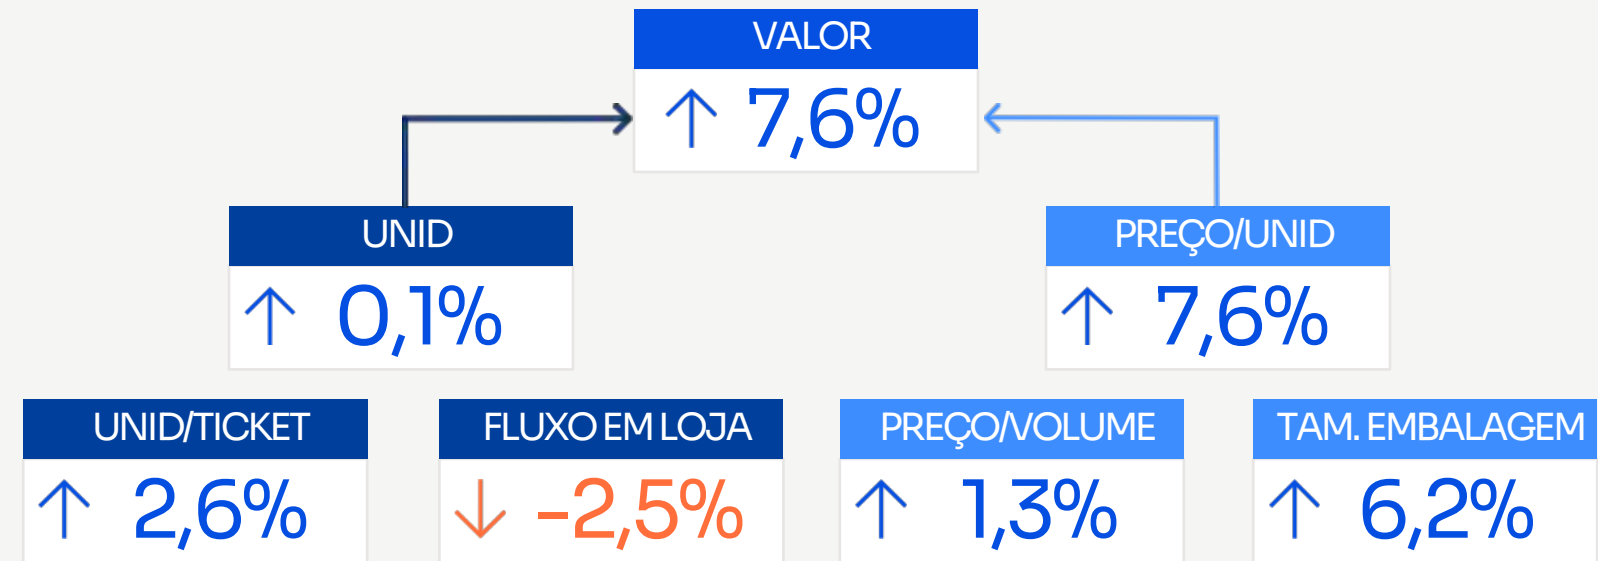 VALOR
7,6%
UNID
PREÇO/UNID
0,1%
7,6%
UNID/TICKET
FLUXO EM LOJA
PREÇO/VOLUME
TAM. EMBALAGEM
2,6%
-2,5%
1,3%
6,2%